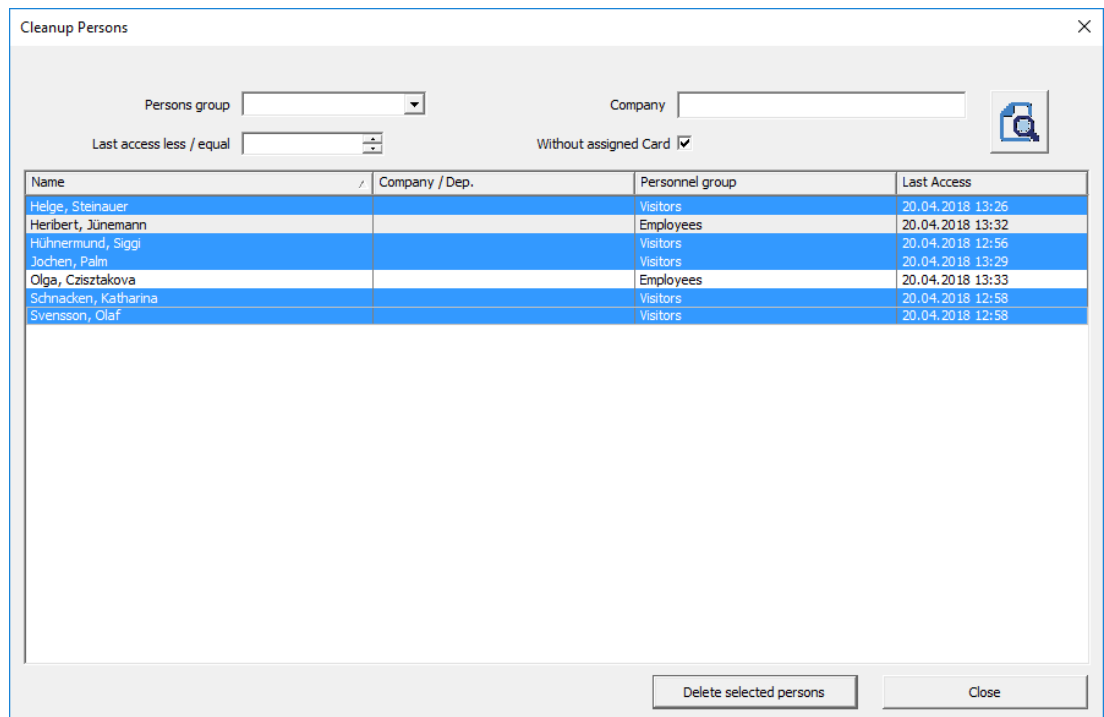 Cleanup Persons
Persons group Company
Last access less / equal Without assigned Card
Name Company / Dep. Personnel group Last Access
Helge, Steinauer Visitors 20.04.2018 13:26
Heribert, Jünemann Employees 20.04.2018 13:32
Hühnermund, Siggi Visitors 20.04.2018 12:56
Jochen, Palm Visitors 20.04.2018 13:29
Olga, Czisztakova Employees 20.04.2018 13:33
Schnacken, Katharina Visitors 20.04.2018 12:58
Svensson, Olaf Visitors 20.04.2018 12:58
Delete selected persons Close